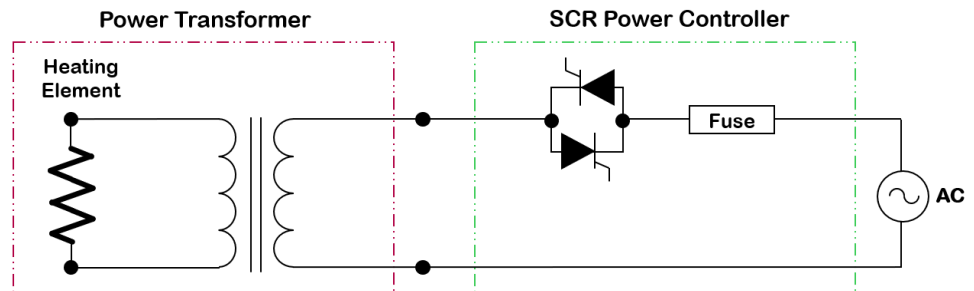 Power Transformer
SCR Power Controller
Heating
Element
Fuse
AC